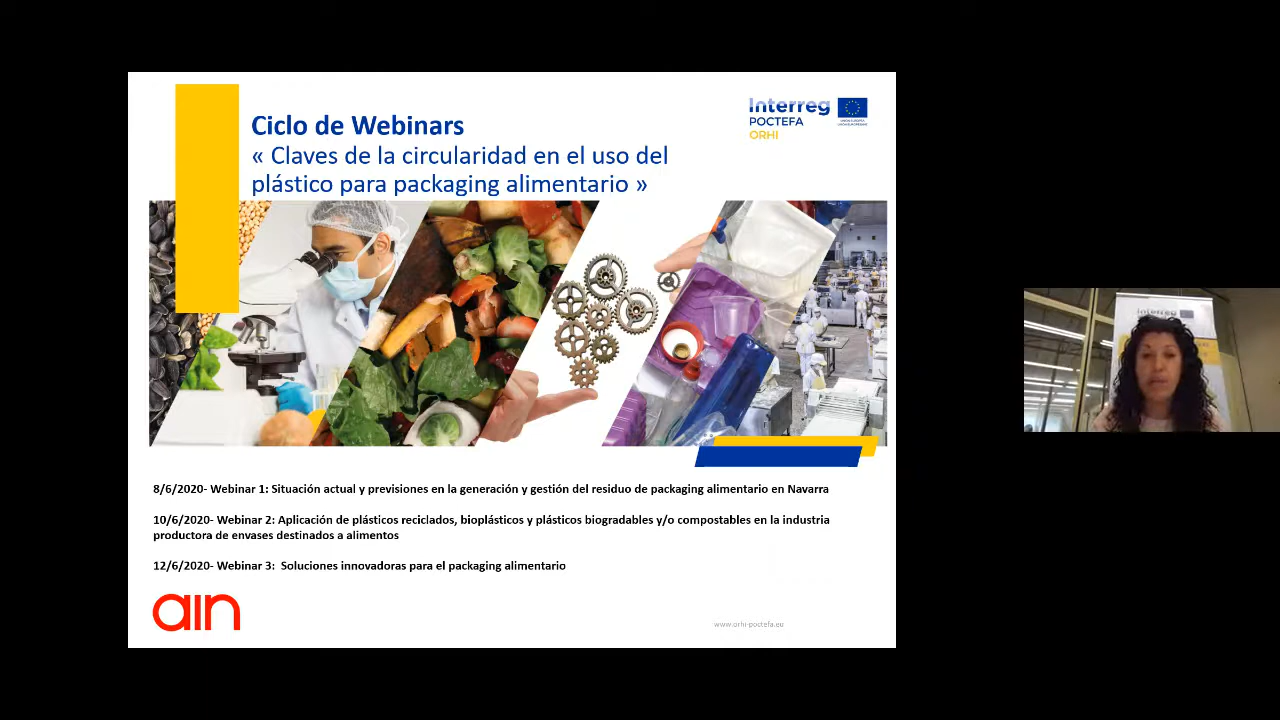 Ciclo de Webinars
« Claves de la circularidad en el uso del
plástico para packaging alimentario »
Interreg
POCTEFA
ORHI
8/6/2020- Webinar 1: Situación actual y previsiones en la generación y gestión del residuo de packaging alimentario en Navarra
10/6/2020- Webinar 2: Aplicación de plásticos reciclados, bioplásticos y plásticos biogradables y/o compostables en la industria
productora de envases destinados a alimentos
12/6/2020- Webinar 3: Soluciones innovadoras para el packaging alimentario
ain
www.orhi-poctefa.eu
Interreg